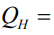 Q_H =